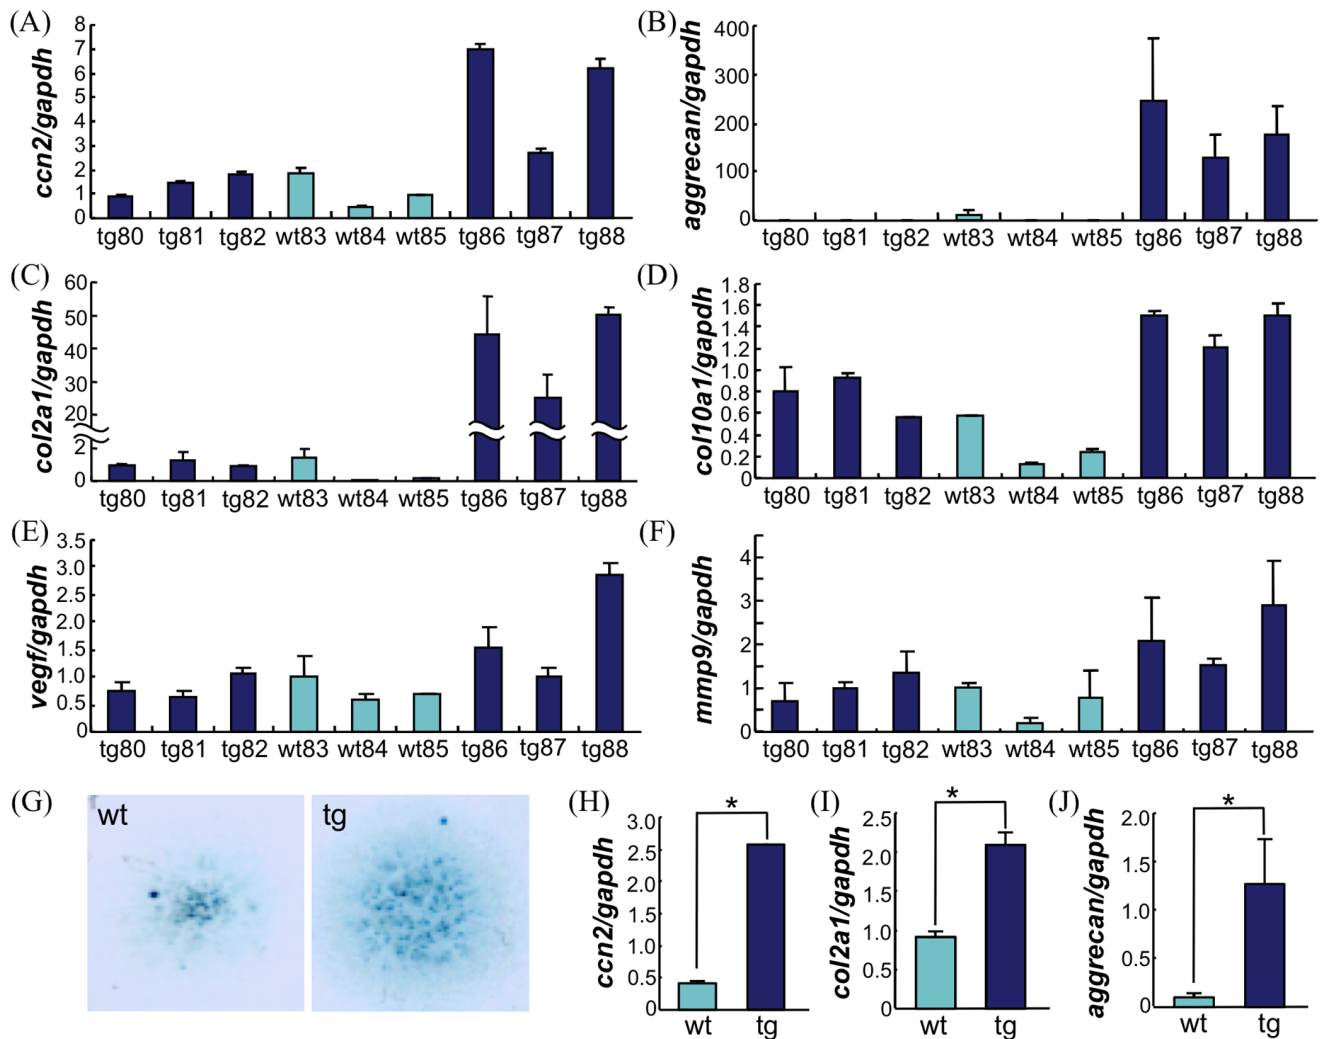 (A)
ccn2/gapdh
8
7
6
5
4
3
2
1
0
tg80 tg81 tg82 wt83 wt84 wt85 tg86 tg87 tg88
(B)
aggrecan/gapdh
400
300
200
100
0
tg80 tg81 tg82 wt83 wt84 wt85 tg86 tg87 tg88
(C)
col2a1/gapdh
60
50
40
30
20
2
0
tg80 tg81 tg82 wt83 wt84 wt85 tg86 tg87 tg88
(D)
col10a1/gapdh
1.8
1.6
1.4
1.2
1.0
0.8
0.6
0.4
0.2
tg80 tg81 tg82 wt83 wt84 wt85 tg86 tg87 tg88
(E)
vegf/gapdh
3.5
3.0
2.5
2.0
1.5
1.0
0.5
0
tg80 tg81 tg82 wt83 wt84 wt85 tg86 tg87 tg88
(F)
mmp9/gapdh
4
3
2
1
0
tg80 tg81 tg82 wt83 wt84 wt85 tg86 tg87 tg88
(G)
wt
tg
(H)
ccn2/gapdh
3.0
2.5
2.0
1.5
1.0
0.5
0
*
wt tg
(I)
col2a1/gapdh
2.5
2.0
1.5
1.0
0.5
0
*
wt tg
(J)
aggrecan/gapdh
2.0
1.5
1.0
0.5
0
*
wt tg